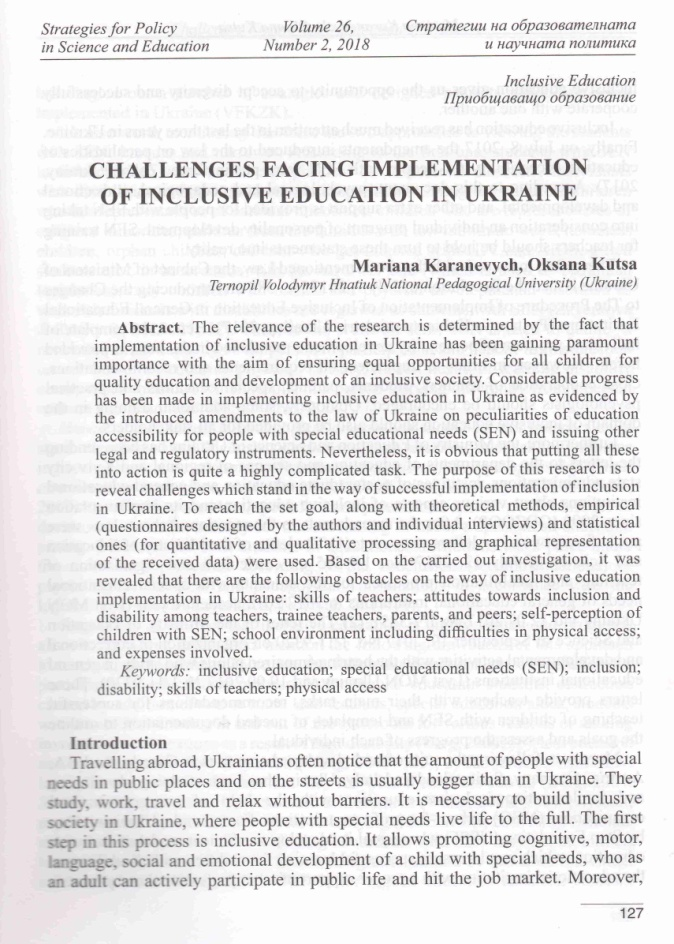 Strategies for Policy
in Science and Education
Volume 26,
Number 2, 2018
Стратегии на образователната
и научната политика
Inclusive Education
Приобщаващо образование
CHALLENGES FACING IMPLEMENTATION
OF INCLUSIVE EDUCATION IN UKRAINE
Mariana Karanevych, Oksana Kutsa
Ternopil Volodymyr Hnatiuk National Pedagogical University (Ukraine)
Abstract. The relevance of the research is determined by the fact that
implementation of inclusive education in Ukraine has been gaining paramount
importance with the aim of ensuring equal opportunities for all children for
quality education and development of an inclusive society. Considerable progress
has been made in implementing inclusive education in Ukraine as evidenced by
the introduced amendments to the law of Ukraine on peculiarities of education
accessibility for people with special educational needs (SEN) and issuing other
legal and regulatory instruments. Nevertheless, it is obvious that putting all these
into action is quite a highly complicated task. The purpose of this research is to
reveal challenges which stand in the way of successful implementation of inclusion
in Ukraine. To reach the set goal, along with theoretical methods, empirical
(questionnaires designed by the authors and individual interviews) and statistical
ones (for quantitative and qualitative processing and graphical representation
of the received data) were used. Based on the carried out investigation, it was
revealed that there are the following obstacles on the way of inclusive education
implementation in Ukraine: skills of teachers; attitudes towards inclusion and
disability among teachers, trainee teachers, parents, and peers; self-perception of
children with SEN; school environment including difficulties in physical access;
and expenses involved.
Keywords: inclusive education; special educational needs (SEN); inclusion;
disability; skills of teachers; physical access
Introduction
Travelling abroad, Ukrainians often notice that the amount of people with special
needs in public places and on the streets is usually bigger than in Ukraine. They
study, work, travel and relax without barriers. It is necessary to build inclusive
society in Ukraine, where people with special needs live life to the full. The first
step in this process is inclusive education. It allows promoting cognitive, motor,
language, social and emotional development of a child with special needs, who as
an adult can actively participate in public life and hit the job market. Moreover,
127